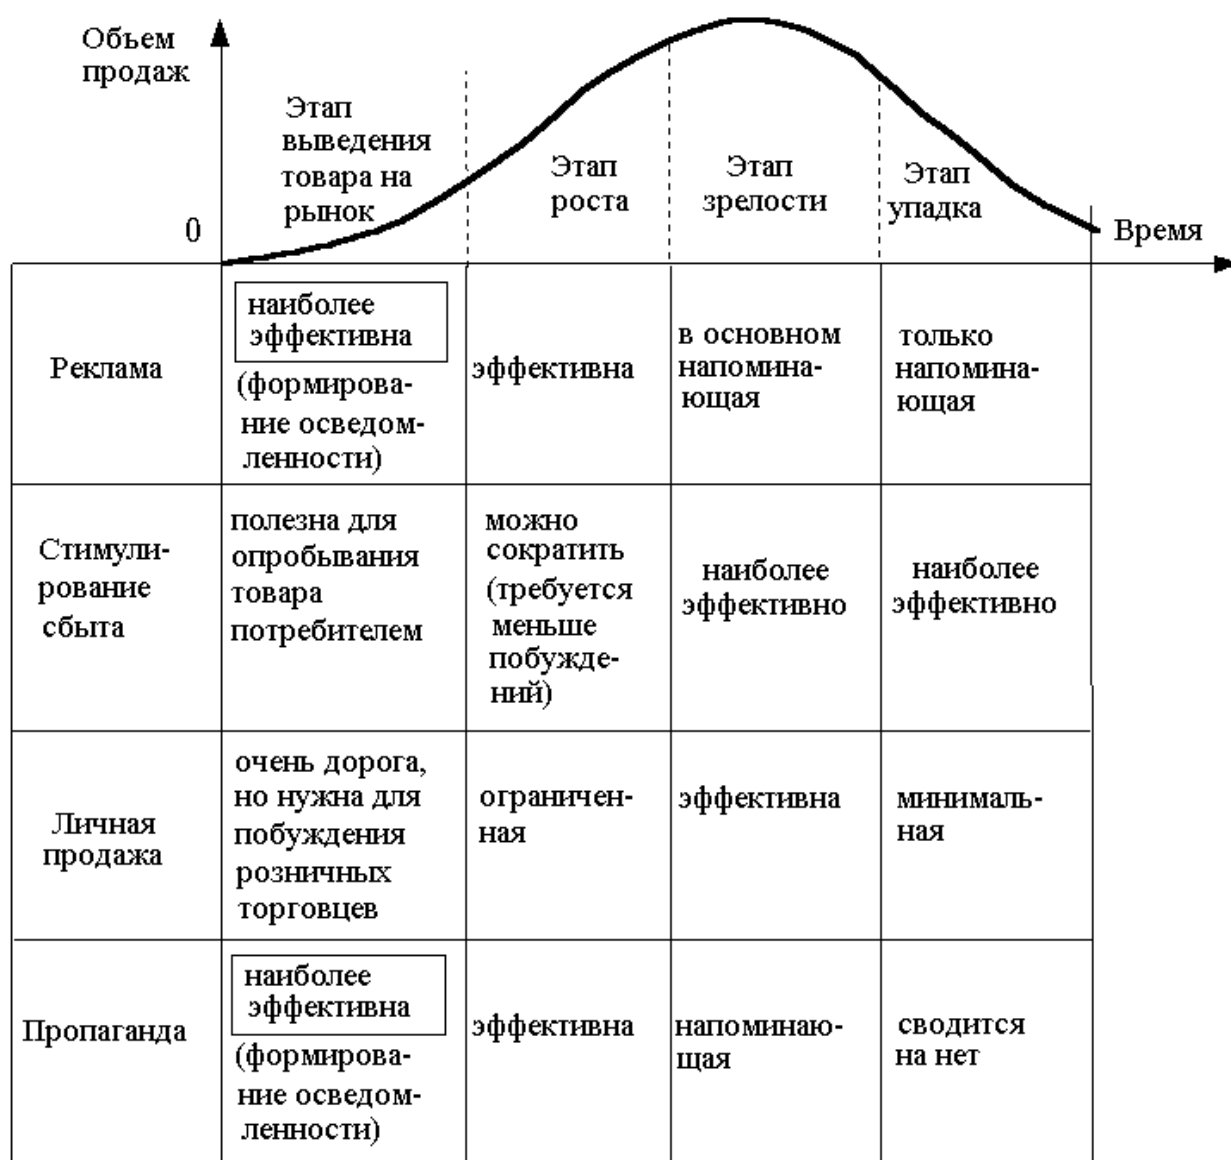 Объем
продаж
Этап
выведения
товара на
рынок
Этап
роста
Этап
зрелости
Этап
упадка
0
Время
Реклама
наиболее
эффективна
(формирова-
ние осведом-
ленности)
эффективна
в основном
напомина-
ющая
только
напомина-
ющая
Стимули-
рование
сбыта
полезна для
опробывания
товара
потребителем
можно
сократить
(требуется
меньше
побужде-
ний)
наиболее
эффективно
наиболее
эффективно
Личная
продажа
очень дорога,
но нужна для
побуждения
розничных
торговцев
ограничен-
ная
эффективна
минималь-
ная
Пропаганда
наиболее
эффективна
(формирова-
ние осведом-
ленности)
эффективна
напоминаю-
щая
сводится
на нет